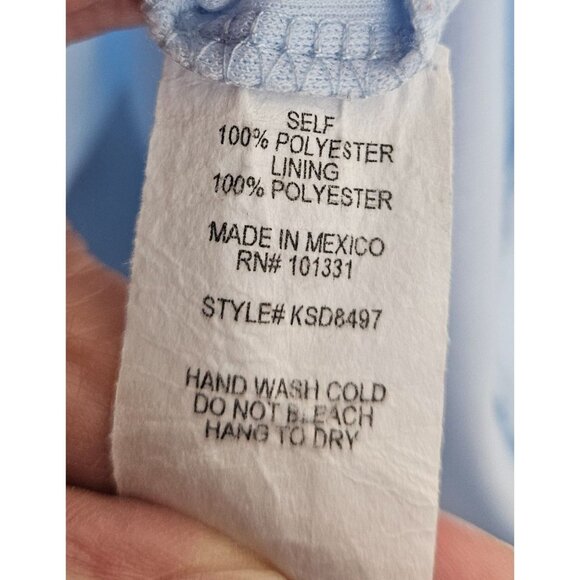 SELF
100% POLYESTER
LINING
100% POLYESTER
MADE IN MEXICO
RN# 101331
STYLE# KSD8497
HAND WASH COLD
DO NOT BLEACH
HANG TO DRY